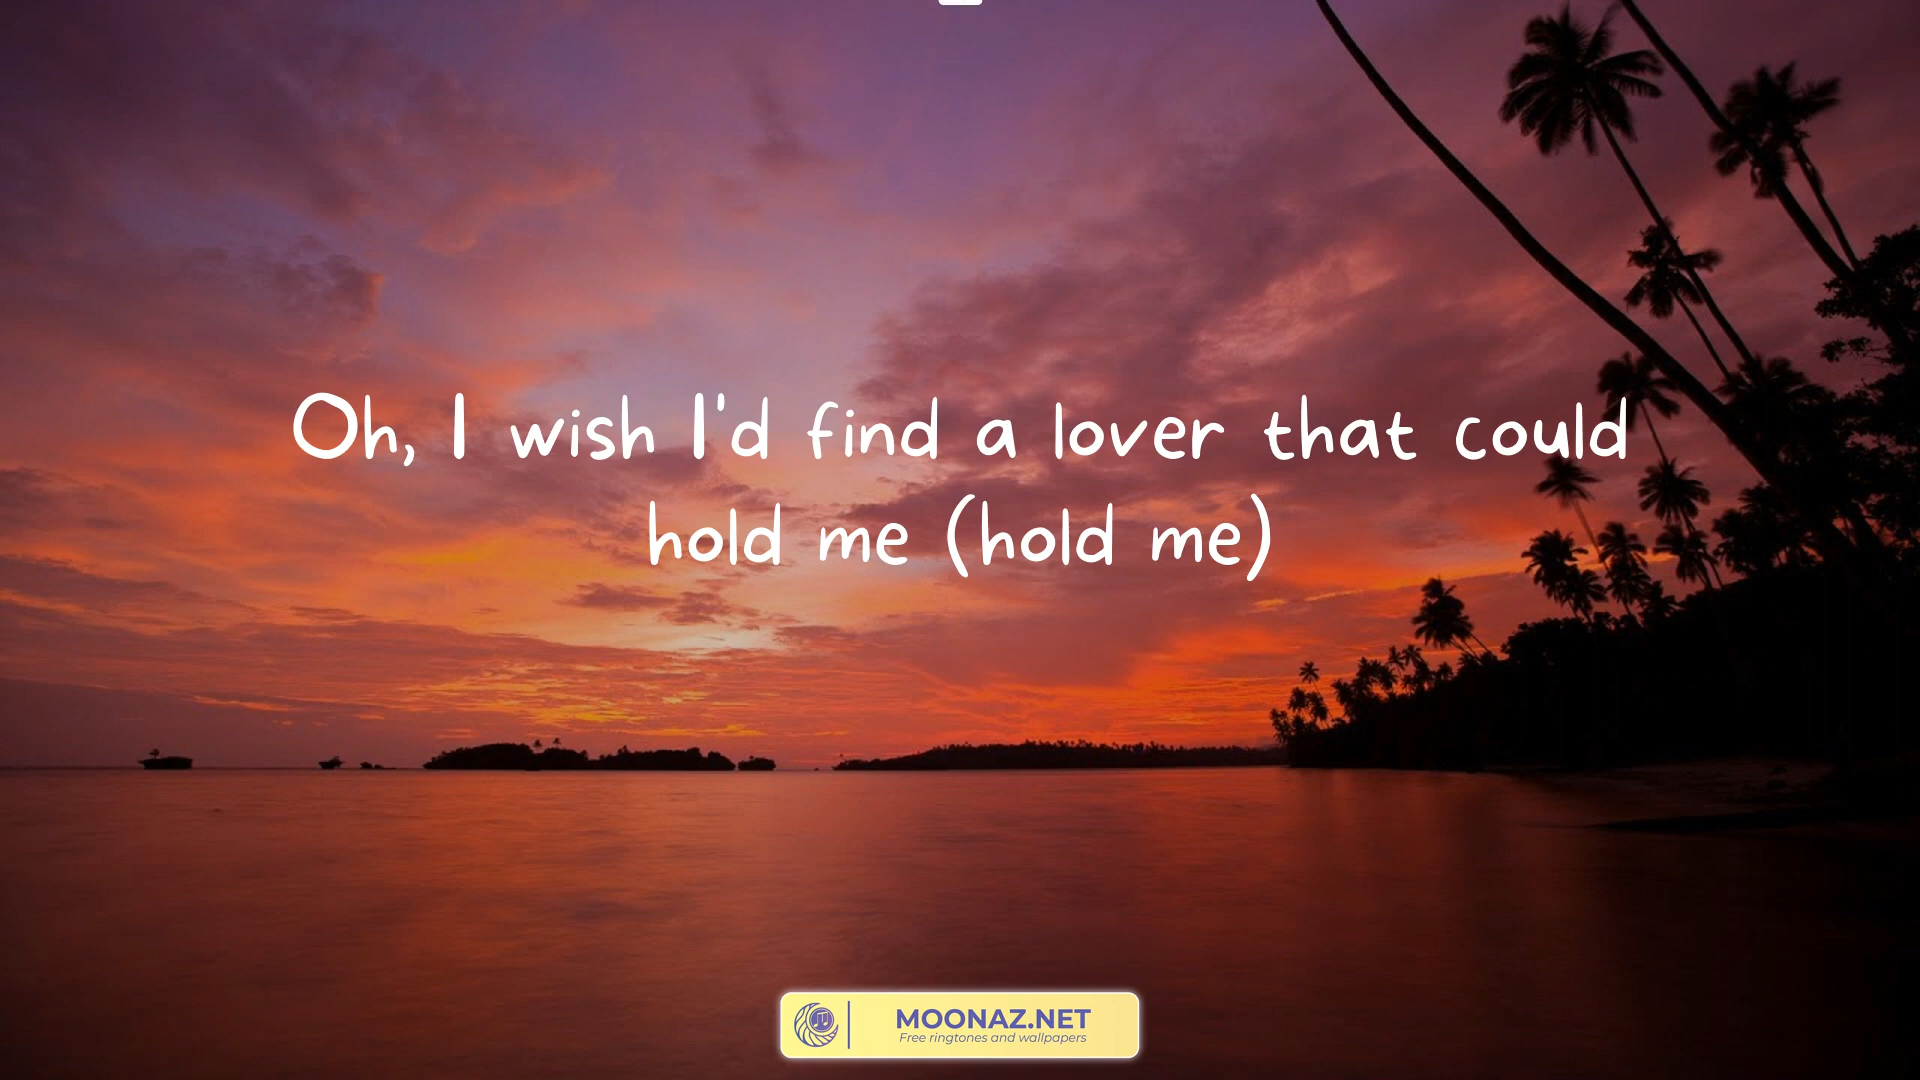 Oh, I wish I'd find a lover that could
hold me (hold me)
MOONAZ.NET
Free ringtones and wallpapers